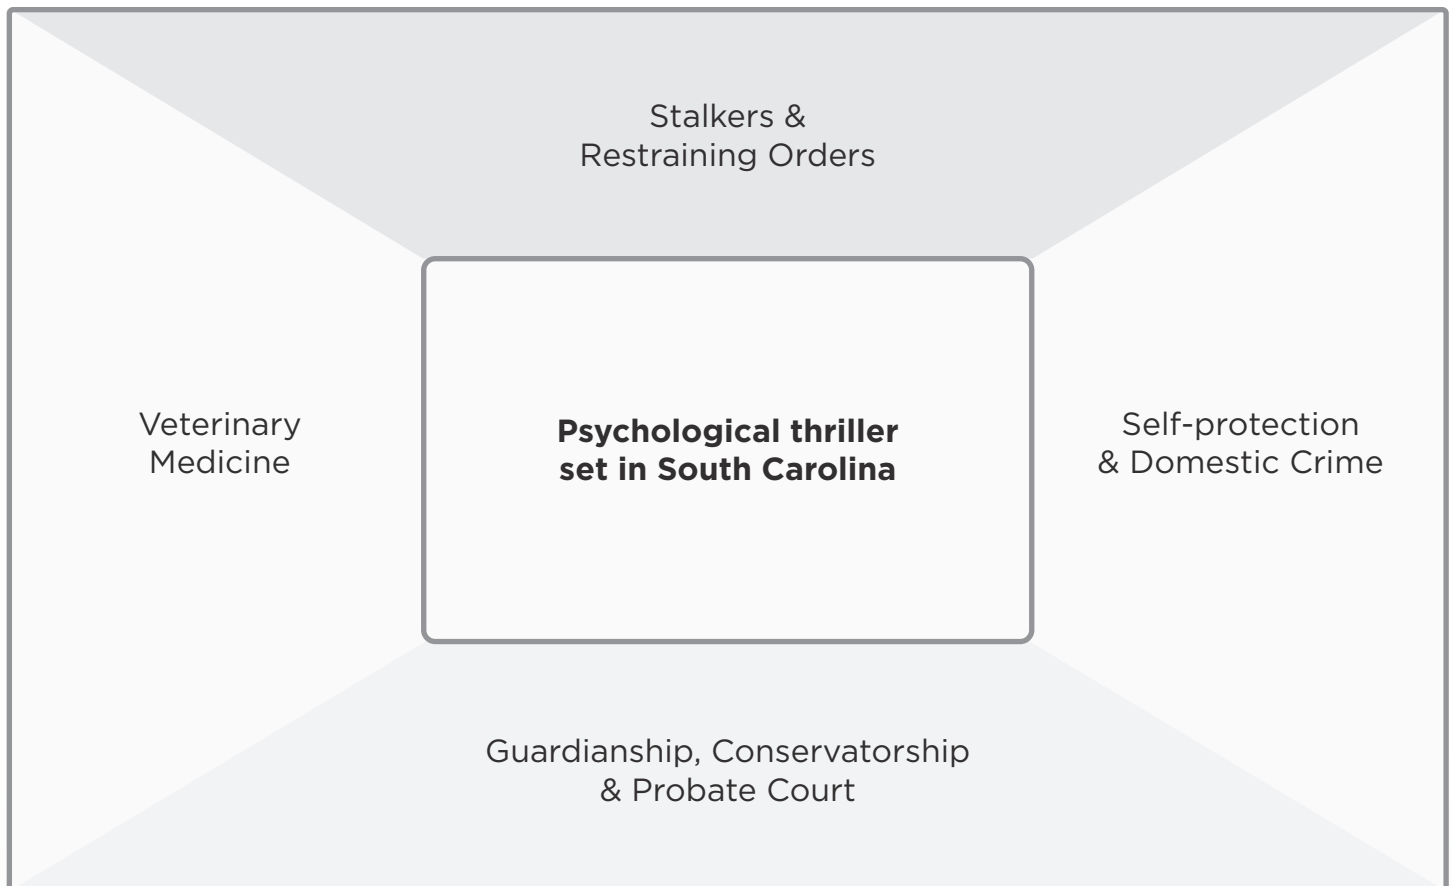 Stalkers &
Restraining Orders
Veterinary
Medicine
Psychological thriller
set in South Carolina
Self-protection
& Domestic Crime
Guardianship, Conservatorship
& Probate Court